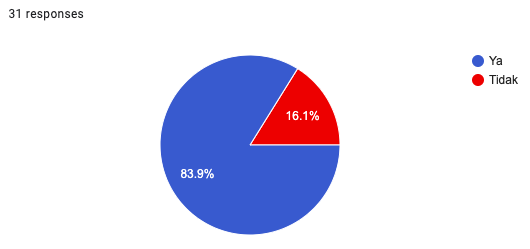 31 responses
Ya
Tidak
16.1%
83.9%